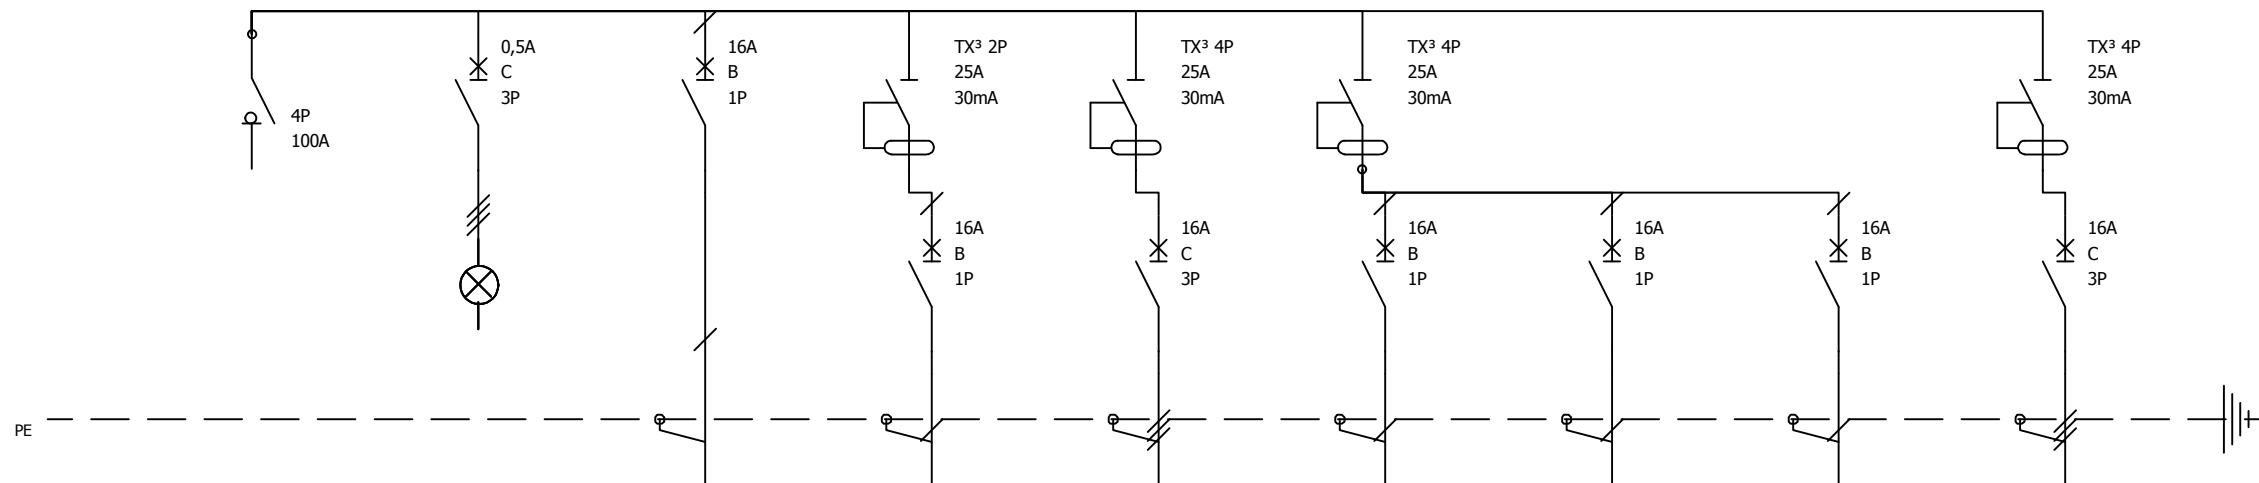 4P
100A
0,5A
C
3P
16A
B
1P
TX³ 2P
25A
30mA
16A
B
1P
TX³ 4P
25A
30mA
16A
C
3P
TX³ 4P
25A
30mA
16A
B
1P
16A
B
1P
16A
B
1P
TX³ 4P
25A
30mA
16A
C
3P
PE